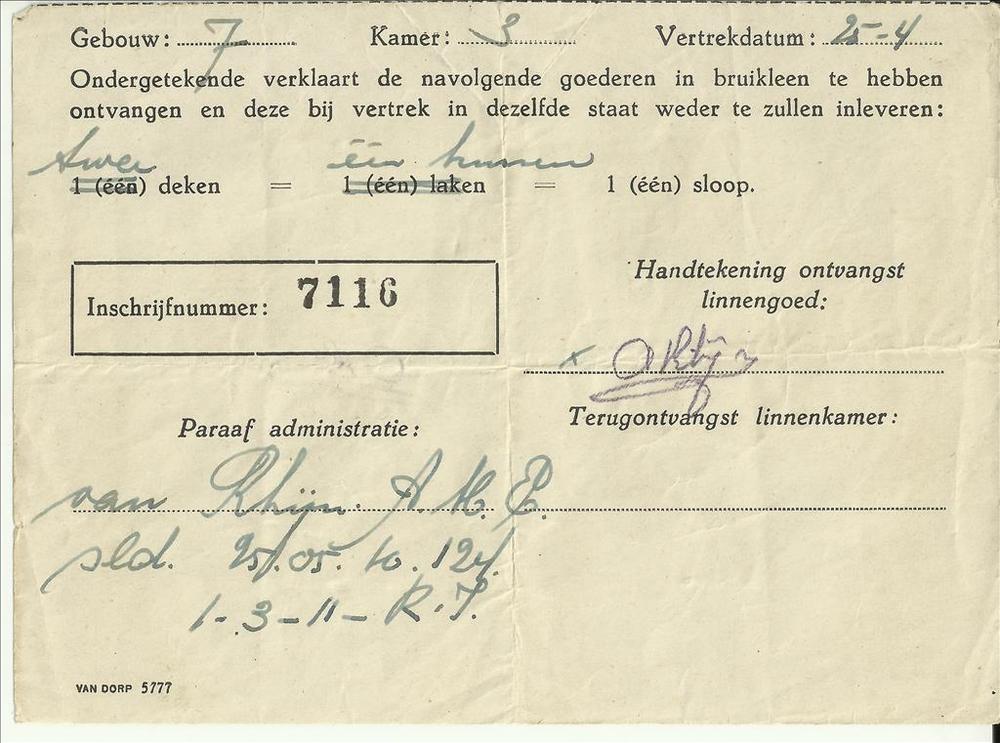 Gebouw: 7 Kamer: 3 Vertrekdatum: 25-4
Ondergetekende verklaart de navolgende goederen in bruikleen te hebben
ontvangen en deze bij vertrek in dezelfde staat weder te zullen inleveren:
twee één kussen
1 (één) deken = 1 (één) laken = 1 (één) sloop.
Inschrijfnummer: 7116
Handtekening ontvangst
linnengoed:
x
Paraaf administratie:
Terugontvangst linnenkamer:
van Rhijn. A. M. E.
sld. 25.05.10.124.
1-3-11-R.I.
VAN DORP 5777